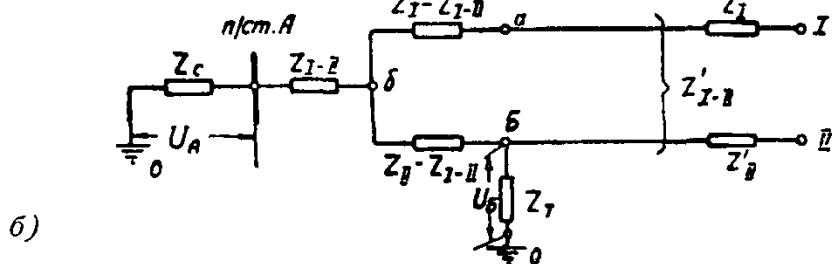 Z_I-Z_I-II
a
Z_I
I
п/ст.А
Z_c
Z_I-2
δ
Z'_I-II
U_A
0
Z_II-Z_I-II
Б
Z'_II
II
U_Б
Z_T
0
б)